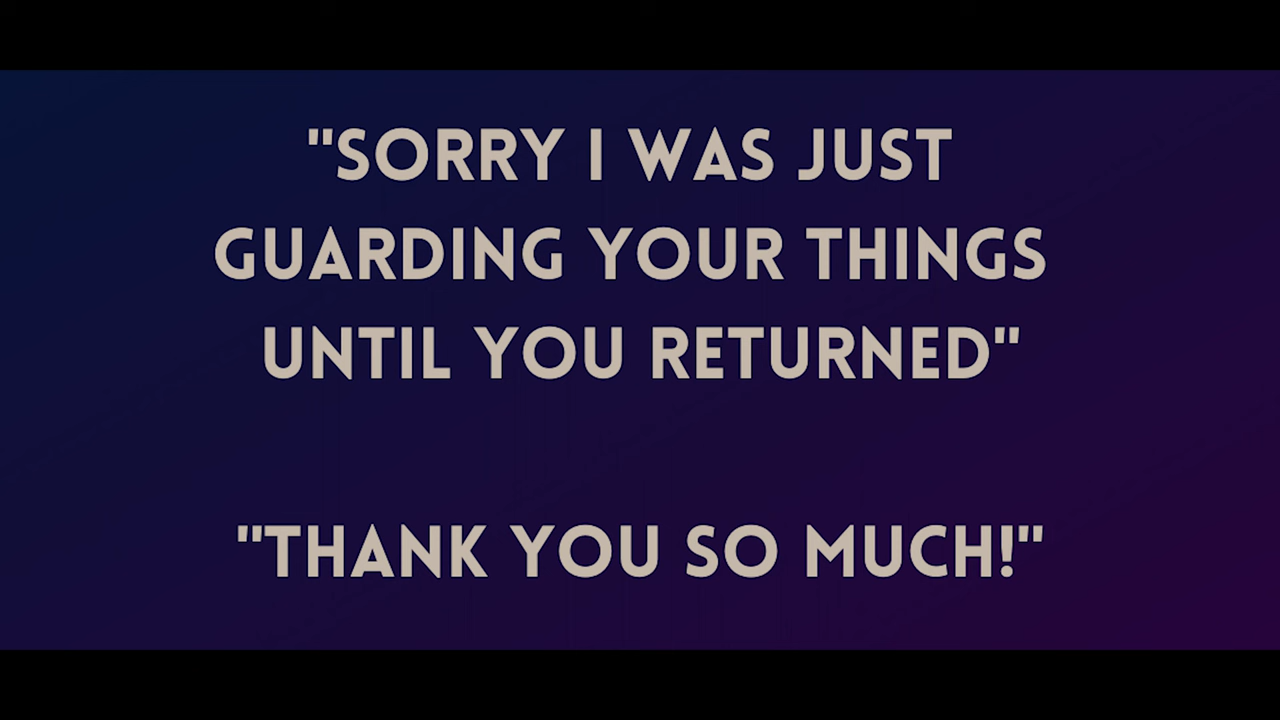 "SORRY I WAS JUST
GUARDING YOUR THINGS
UNTIL YOU RETURNED"
"THANK YOU SO MUCH!"